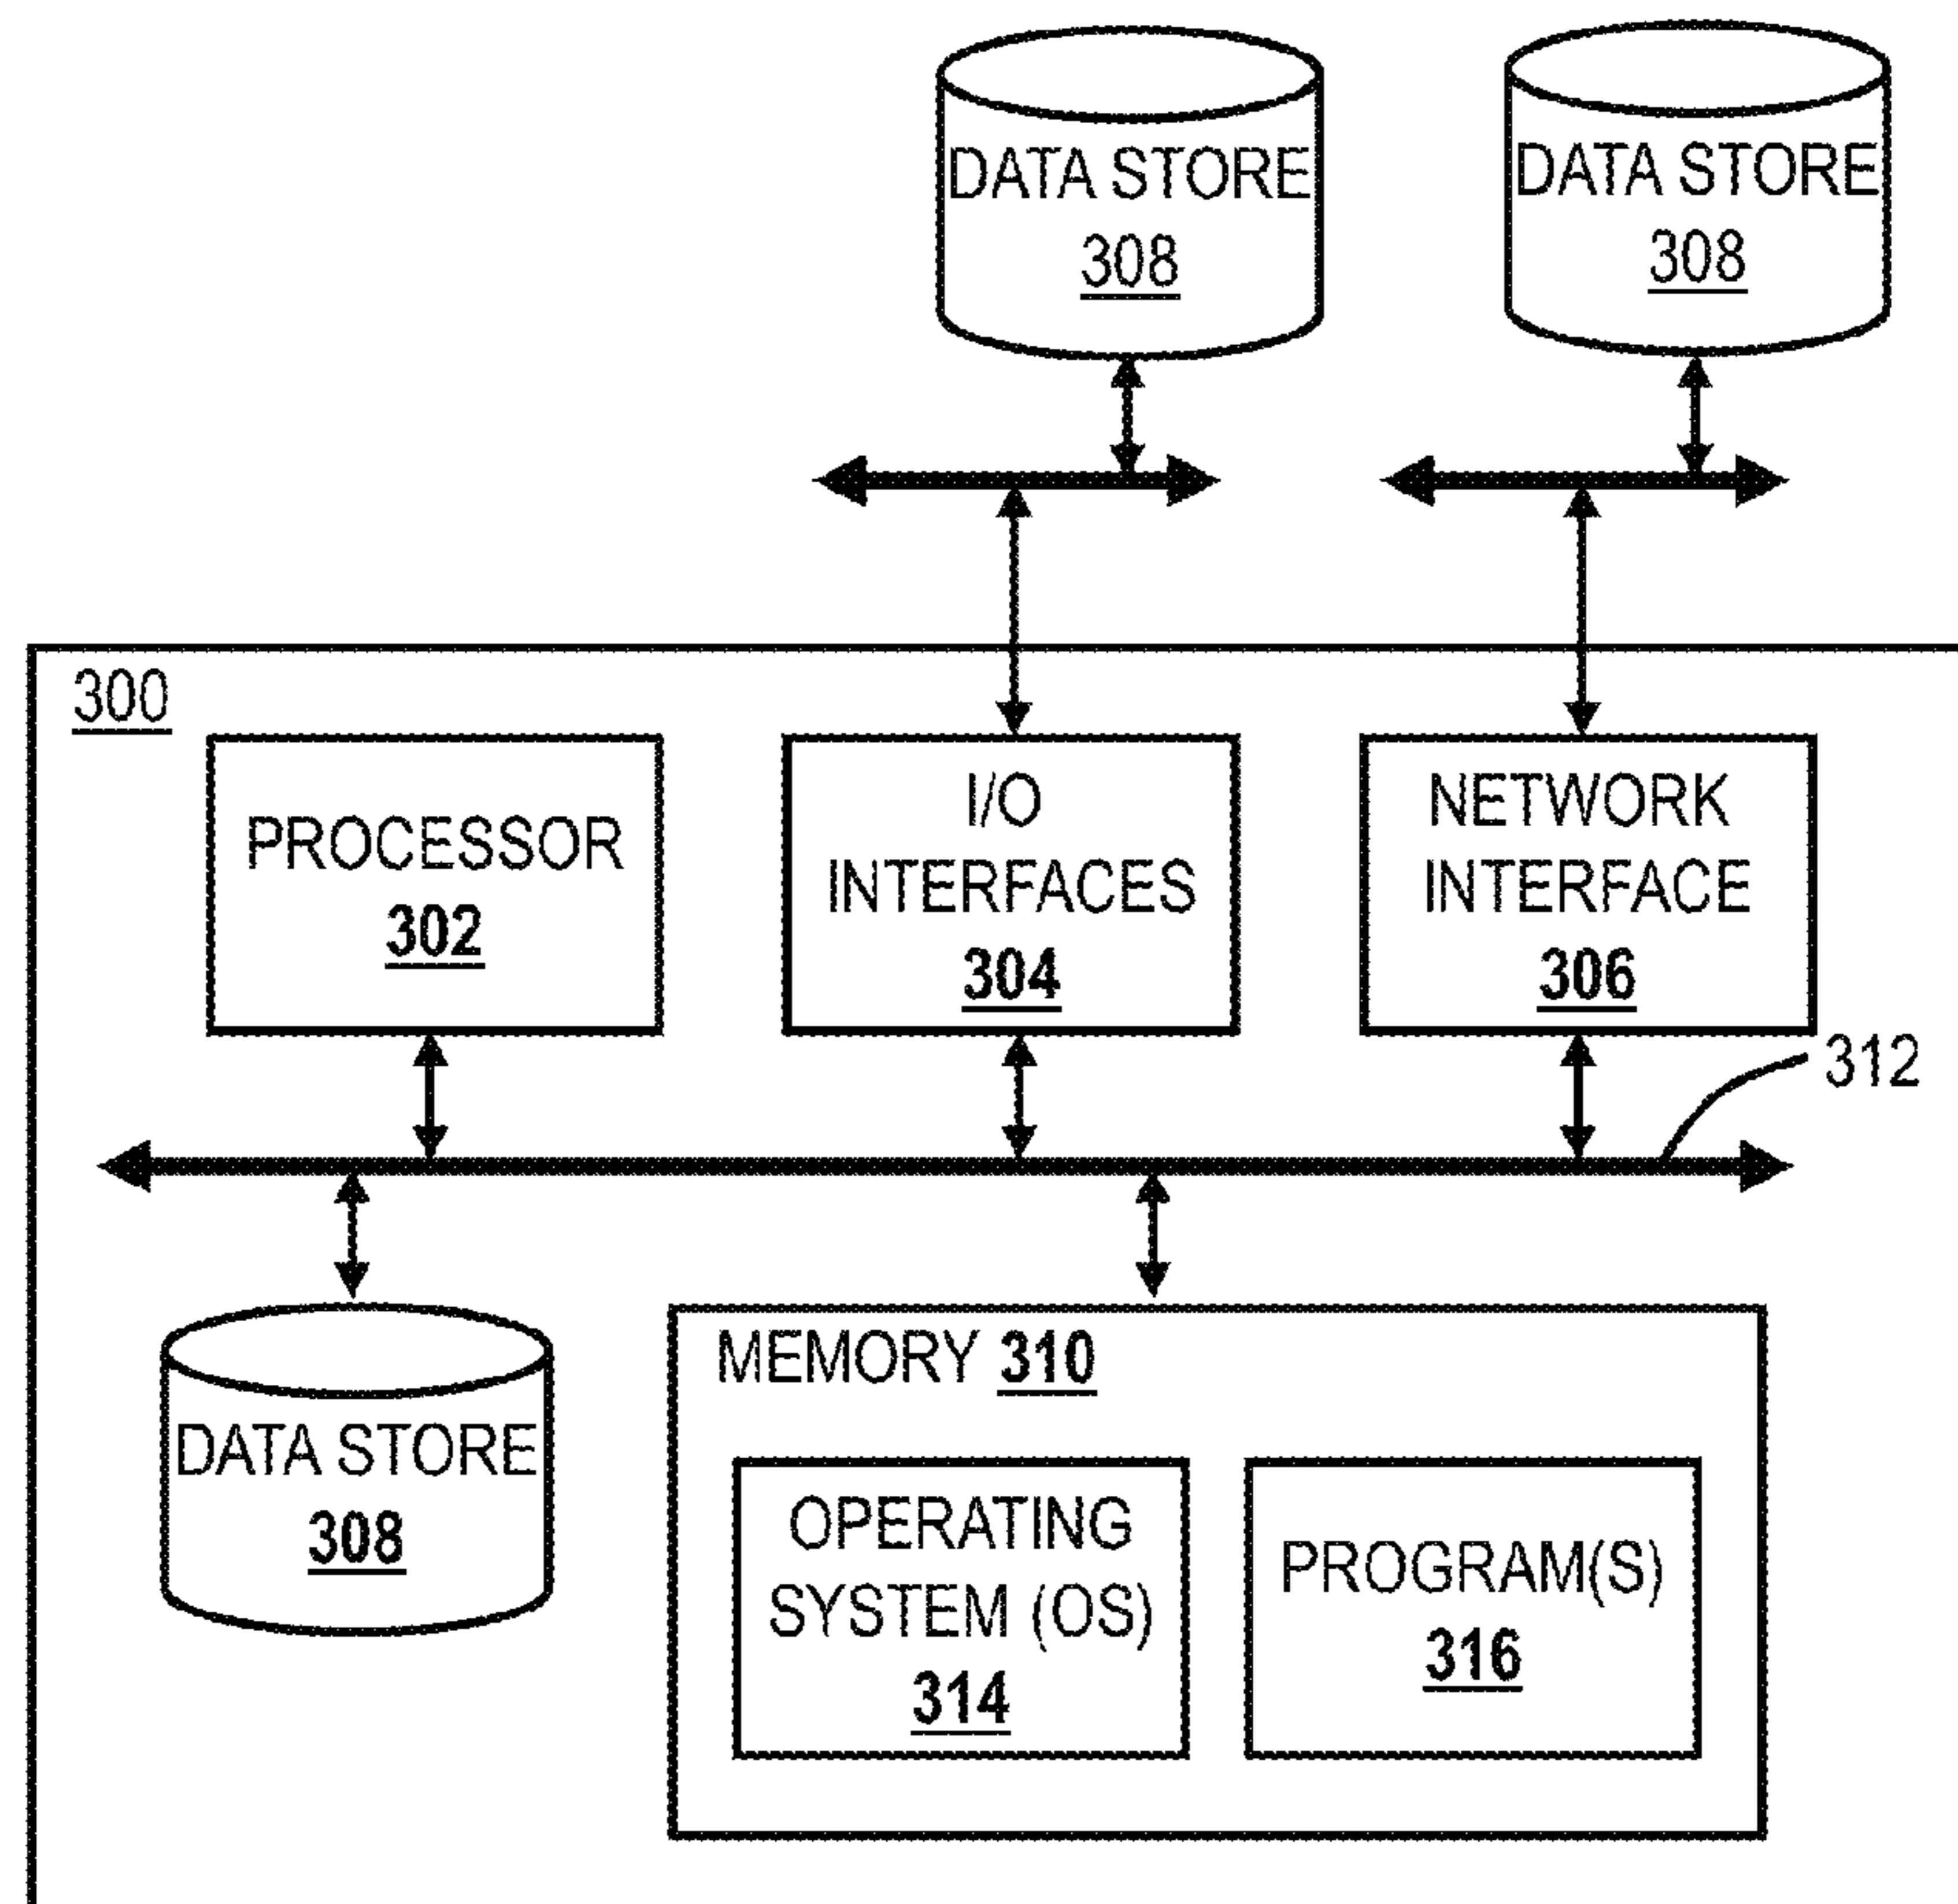 DATA STORE
308
DATA STORE
308
300
PROCESSOR
302
I/O
INTERFACES
304
NETWORK
INTERFACE
306
312
DATA STORE
308
MEMORY 310
OPERATING
SYSTEM (OS)
314
PROGRAM(S)
316